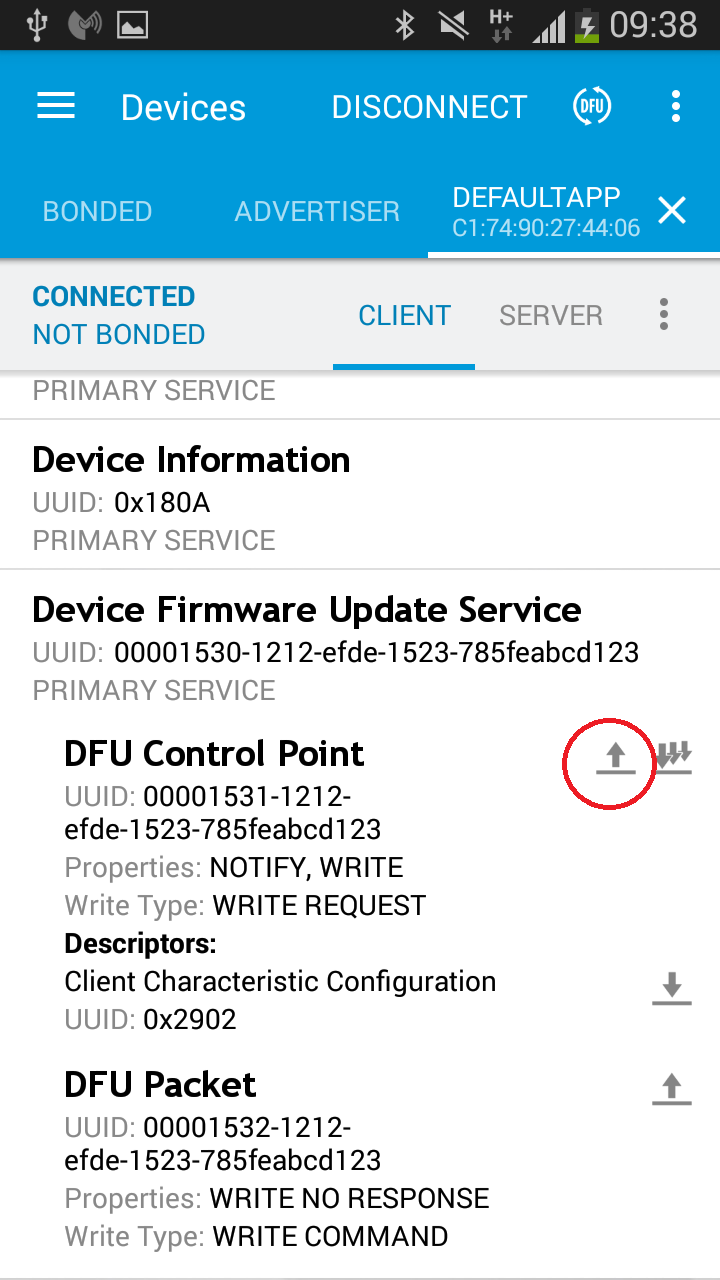 H+ 09:38
Devices DISCONNECT DFU
BONDED ADVERTISER DEFAULTAPP
C1:74:90:27:44:06
CONNECTED
NOT BONDED CLIENT SERVER
PRIMARY SERVICE
Device Information
UUID: 0x180A
PRIMARY SERVICE
Device Firmware Update Service
UUID: 00001530-1212-efde-1523-785feabcd123
PRIMARY SERVICE
DFU Control Point
UUID: 00001531-1212-
efde-1523-785feabcd123
Properties: NOTIFY, WRITE
Write Type: WRITE REQUEST
Descriptors:
Client Characteristic Configuration
UUID: 0x2902
DFU Packet
UUID: 00001532-1212-
efde-1523-785feabcd123
Properties: WRITE NO RESPONSE
Write Type: WRITE COMMAND